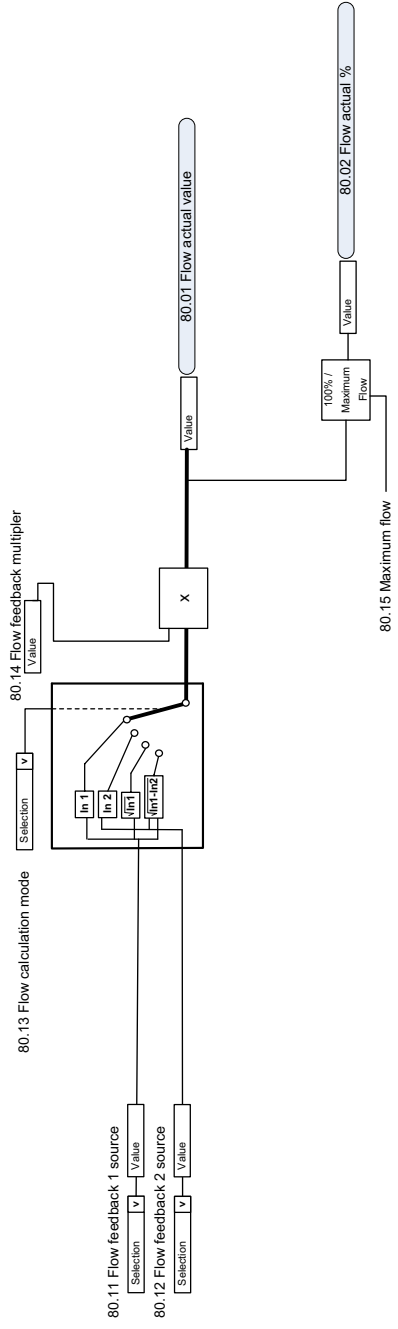 80.11 Flow feedback 1 source
Selection
v
Value
80.12 Flow feedback 2 source
Selection
v
Value
80.13 Flow calculation mode
Selection
v
In 1
In 2
√In1
√In1-In2
80.14 Flow feedback multipler
Value
X
Value
80.01 Flow actual value
100% /
Maximum
Flow
80.15 Maximum flow
Value
80.02 Flow actual %